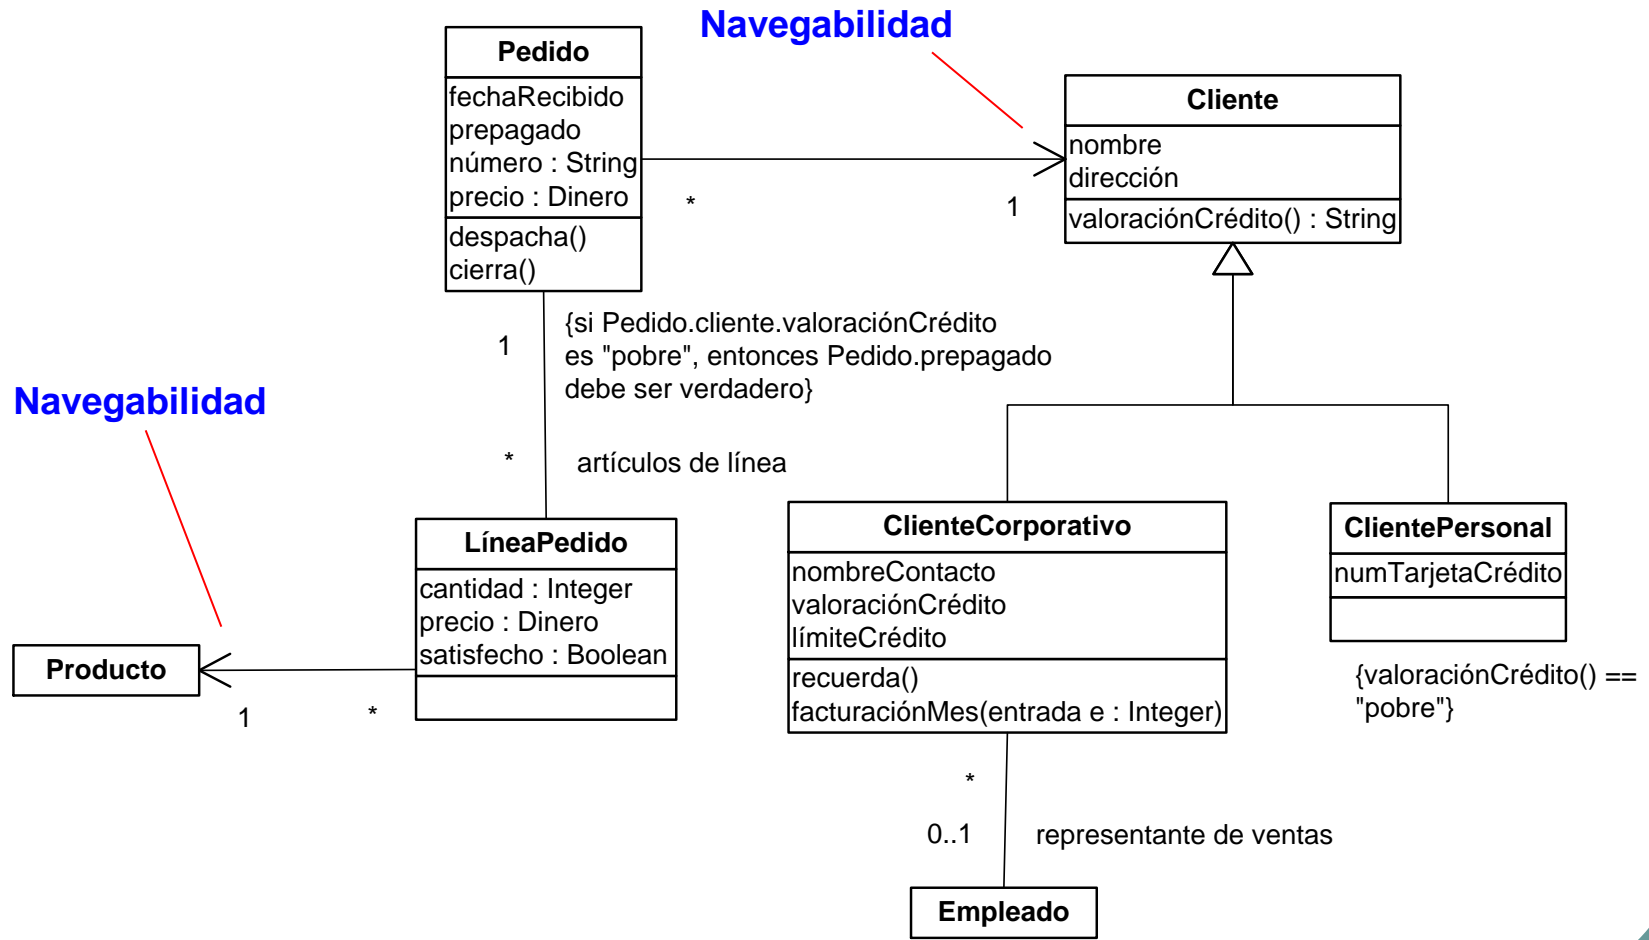 Navegabilidad
Pedido
fechaRecibido
prepagado
número : String
precio : Dinero
despacha()
cierra()
*
1
Cliente
nombre
dirección
valoraciónCrédito() : String
1
{si Pedido.cliente.valoraciónCrédito
es "pobre", entonces Pedido.prepagado
debe ser verdadero}
Navegabilidad
*
artículos de línea
LíneaPedido
cantidad : Integer
precio : Dinero
satisfecho : Boolean
Producto
1
*
ClienteCorporativo
nombreContacto
valoraciónCrédito
límiteCrédito
recuerda()
facturaciónMes(entrada e : Integer)
ClientePersonal
numTarjetaCrédito
{valoraciónCrédito() ==
"pobre"}
*
0..1
representante de ventas
Empleado